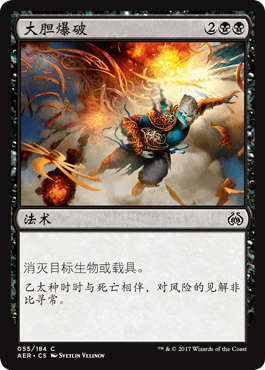 大胆爆破 2
法术
消灭目标生物或载具。
乙太种时时与死亡相伴,对风险的见解非
比寻常。
055/184 C
AER • CS SVETLIN VELINOV
™ & © 2017 Wizards of the Coast